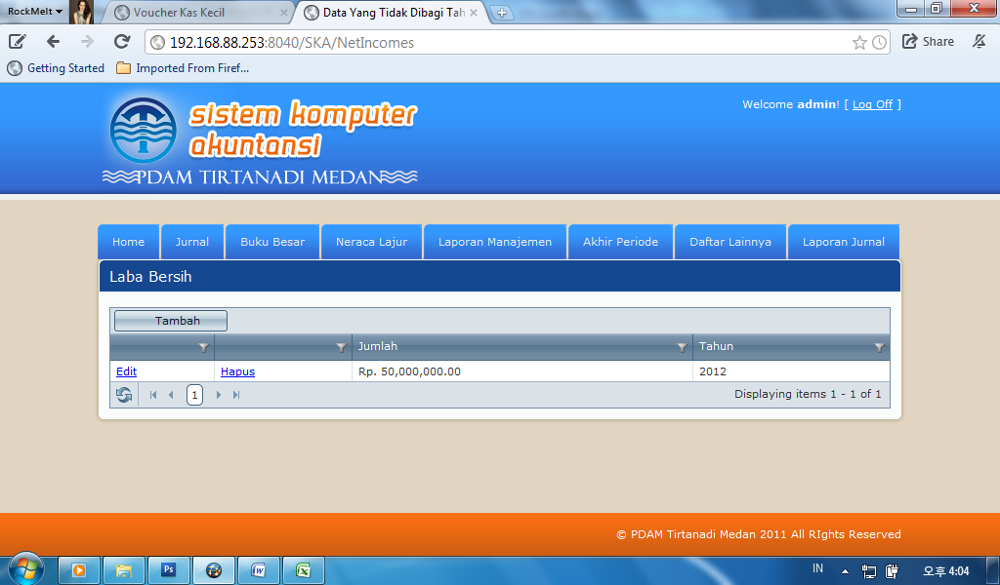 RockMelt
Voucher Kas Kecil
Data Yang Tidak Dibagi Tah
192.168.88.253:8040/SKA/NetIncomes
Share
Getting Started
Imported From Firef...
sistem komputer
akuntansi
PDAM TIRTANADI MEDAN
Welcome admin! [ Log Off ]
Home Jurnal Buku Besar Neraca Lajur Laporan Manajemen Akhir Periode Daftar Lainnya Laporan Jurnal
Laba Bersih
Tambah
Jumlah Tahun
Edit Hapus Rp. 50,000,000.00 2012
1 Displaying items 1 - 1 of 1
© PDAM Tirtanadi Medan 2011 All RIghts Reserved
Ps W X IN 오후 4:04